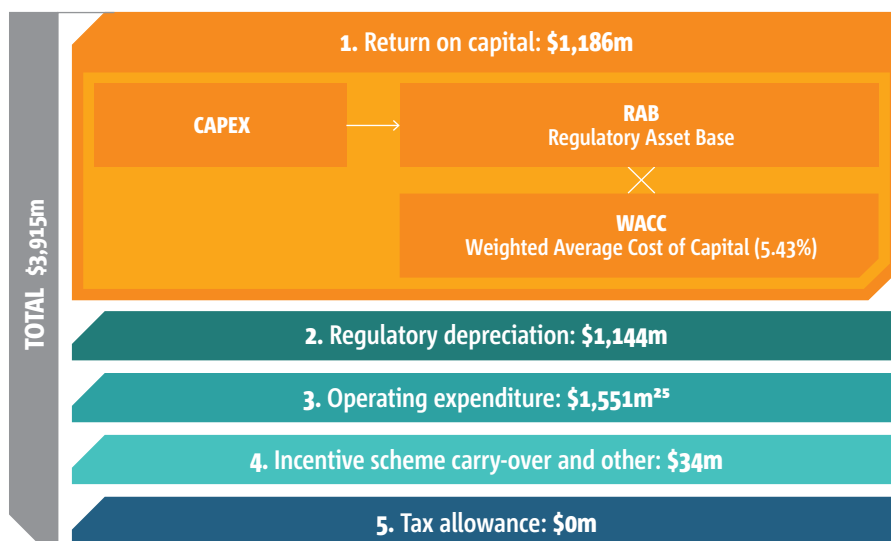 TOTAL $3,915m
1. Return on capital: $1,186m
CAPEX
RAB
Regulatory Asset Base
WACC
Weighted Average Cost of Capital (5.43%)
2. Regulatory depreciation: $1,144m
3. Operating expenditure: $1,551m²⁵
4. Incentive scheme carry-over and other: $34m
5. Tax allowance: $0m